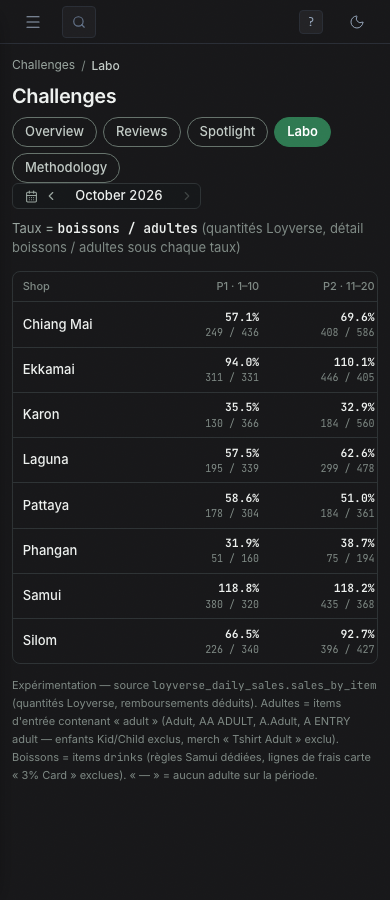 ?
Challenges / Labo
Challenges
Overview Reviews Spotlight Labo
Methodology
October 2026
Taux = boissons / adultes (quantités Loyverse, détail
boissons / adultes sous chaque taux)
Shop P1 · 1–10 P2 · 11–20
Chiang Mai 57.1% 69.6%
249 / 436 408 / 586
Ekkamai 94.0% 110.1%
311 / 331 446 / 405
Karon 35.5% 32.9%
130 / 366 184 / 560
Laguna 57.5% 62.6%
195 / 339 299 / 478
Pattaya 58.6% 51.0%
178 / 304 184 / 361
Phangan 31.9% 38.7%
51 / 160 75 / 194
Samui 118.8% 118.2%
380 / 320 435 / 368
Silom 66.5% 92.7%
226 / 340 396 / 427
Expérimentation — source loyverse_daily_sales.sales_by_item
(quantités Loyverse, remboursements déduits). Adultes = items
d'entrée contenant « adult » (Adult, AA ADULT, A.Adult, A ENTRY
adult — enfants Kid/Child exclus, merch « Tshirt Adult » exclu).
Boissons = items drinks (règles Samui dédiées, lignes de frais carte
« 3% Card » exclues). « — » = aucun adulte sur la période.